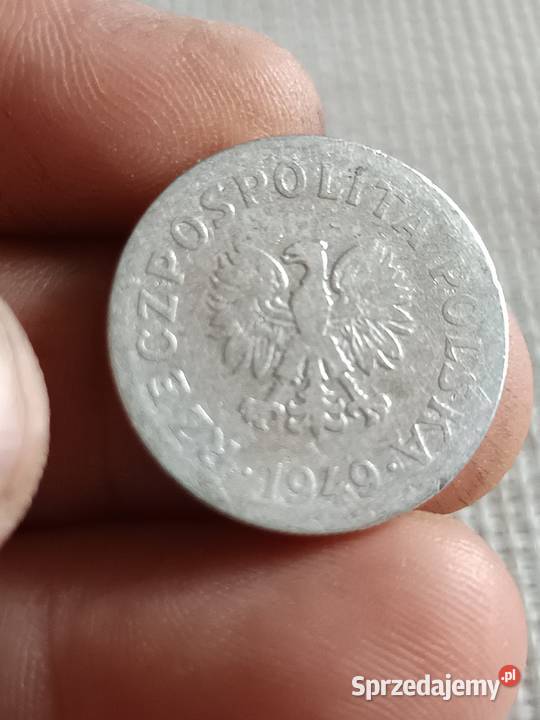 RZECZPOSPOLITA POLSKA
·1949·
Sprzedajemy.pl